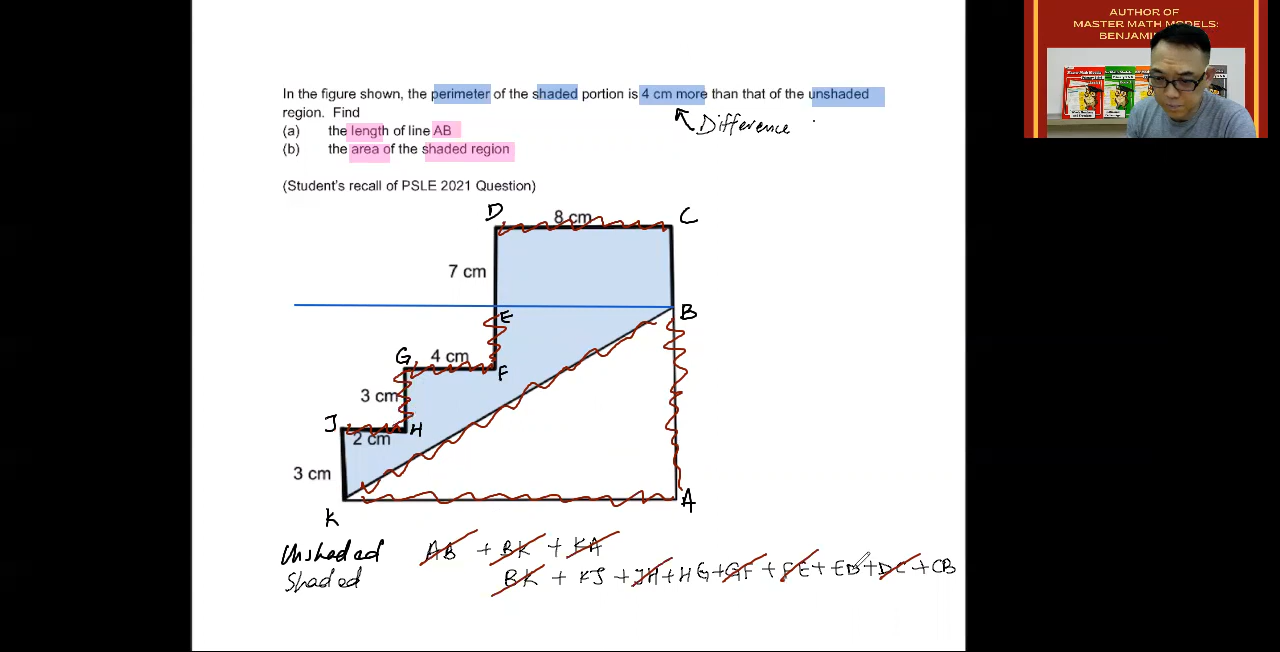 AUTHOR OF
MASTER MATH MODELS:
In the figure shown, the perimeter of the shaded portion is 4 cm more than that of the unshaded
region. Find
(a) the length of line AB
Difference
(b) the area of the shaded region
(Student's recall of PSLE 2021 Question)
D 8 cm C
7 cm
E B
G 4 cm
F
3 cm
J H
2 cm
3 cm
A
K
Unshaded AB + BK + KA
Shaded BK + KJ + JH + HG + GF + FE + ED + DC + CB